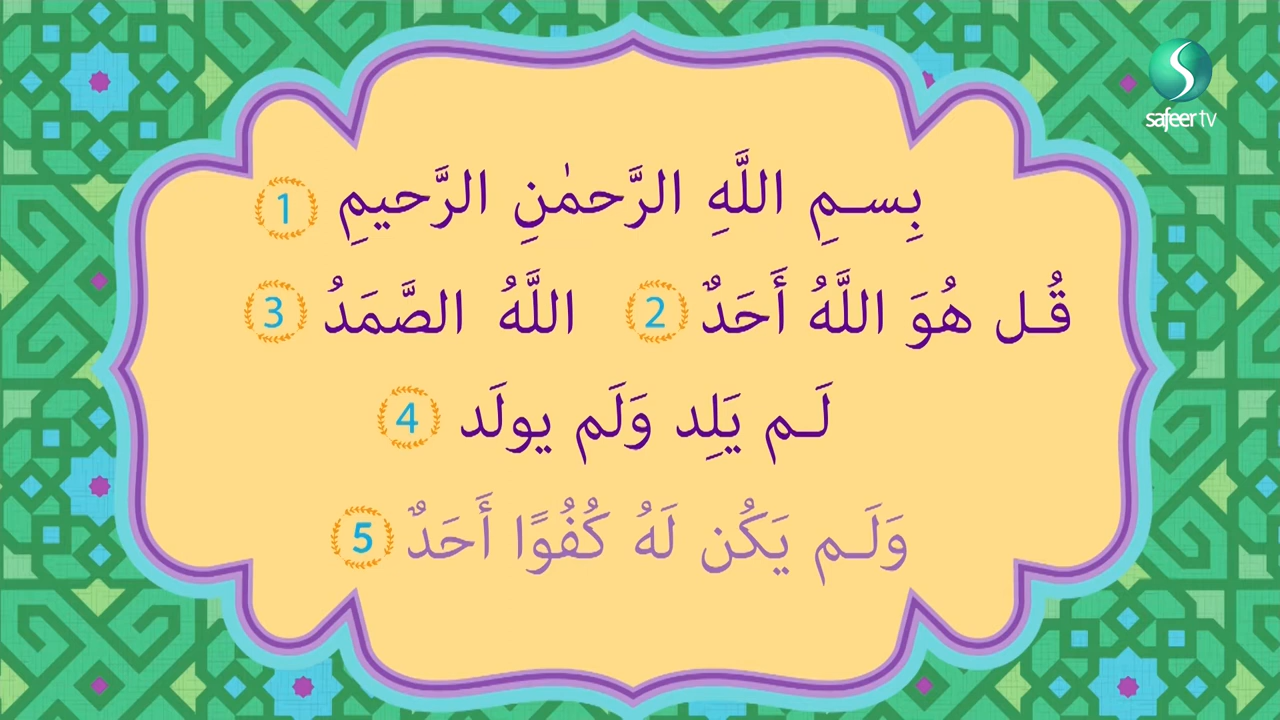 safeer tv
بِسـمِ اللَّهِ الرَّحمٰنِ الرَّحيمِ 1
قُـل هُوَ اللَّهُ أَحَدٌ 2 اللَّهُ الصَّمَدُ 3
لَـم يَلِد وَلَم يولَد 4
وَلَـم يَكُن لَهُ كُفُوًا أَحَدٌ 5